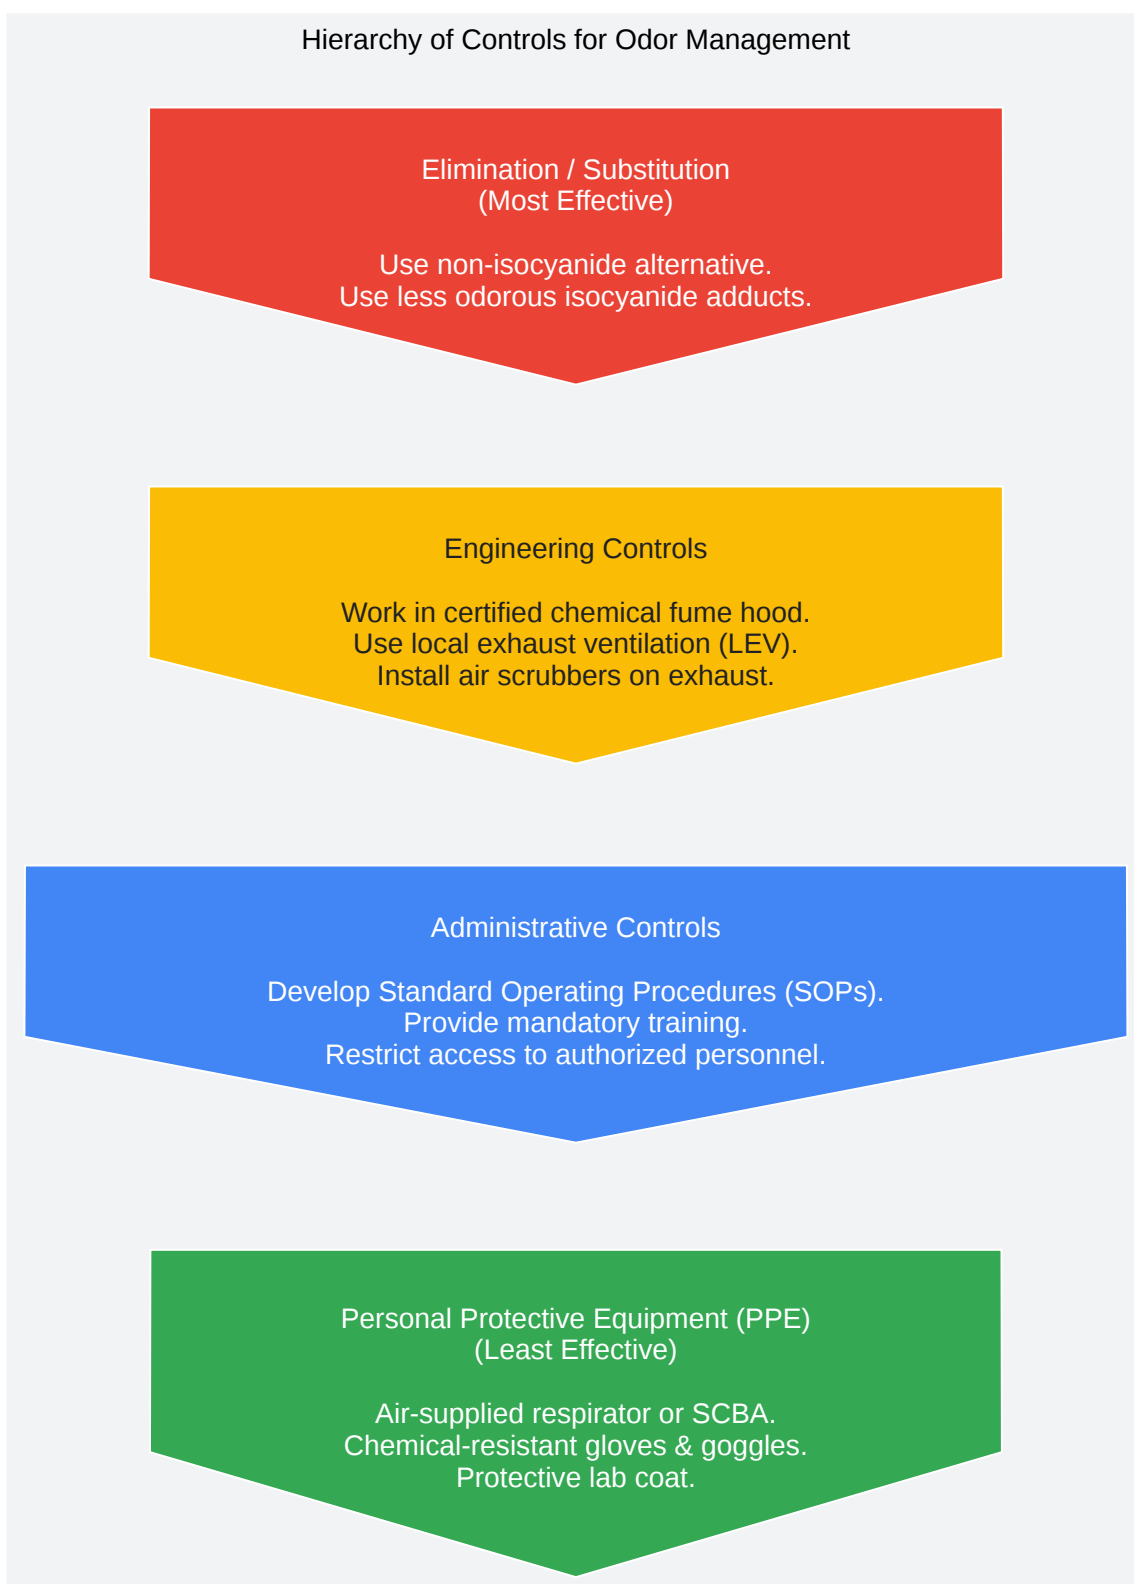 Hierarchy of Controls for Odor Management
Elimination / Substitution
(Most Effective)
Use non-isocyanide alternative.
Use less odorous isocyanide adducts.
Engineering Controls
Work in certified chemical fume hood.
Use local exhaust ventilation (LEV).
Install air scrubbers on exhaust.
Administrative Controls
Develop Standard Operating Procedures (SOPs).
Provide mandatory training.
Restrict access to authorized personnel.
Personal Protective Equipment (PPE)
(Least Effective)
Air-supplied respirator or SCBA.
Chemical-resistant gloves & goggles.
Protective lab coat.